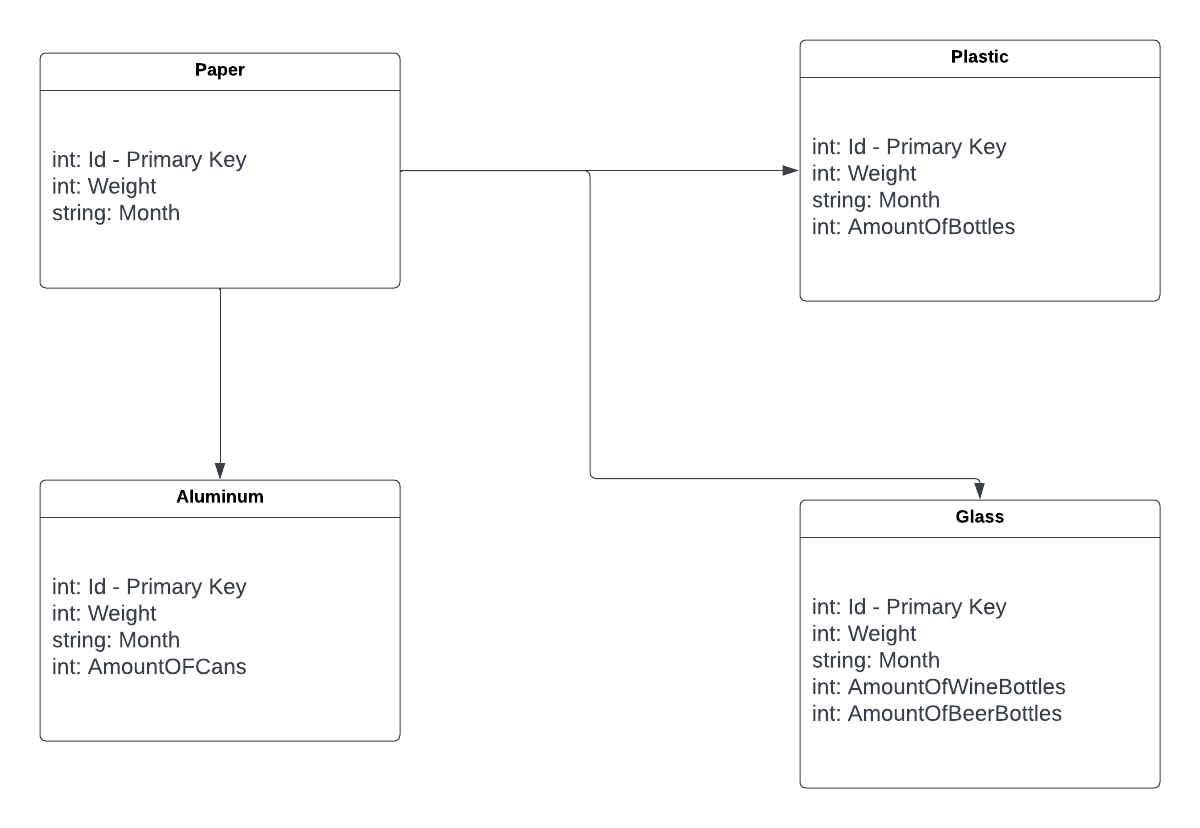 Paper
int: Id - Primary Key
int: Weight
string: Month
Plastic
int: Id - Primary Key
int: Weight
string: Month
int: AmountOfBottles
Aluminum
int: Id - Primary Key
int: Weight
string: Month
int: AmountOFCans
Glass
int: Id - Primary Key
int: Weight
string: Month
int: AmountOfWineBottles
int: AmountOfBeerBottles